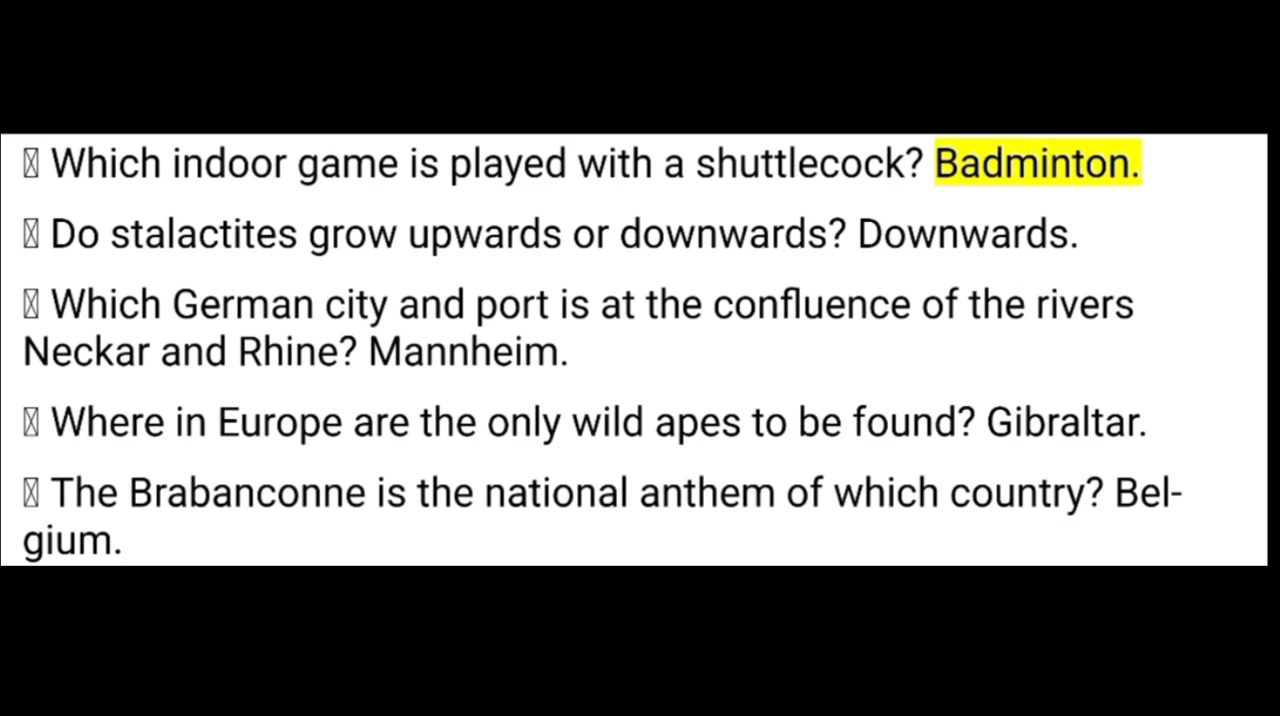 Which indoor game is played with a shuttlecock? Badminton.
Do stalactites grow upwards or downwards? Downwards.
Which German city and port is at the confluence of the rivers
Neckar and Rhine? Mannheim.
Where in Europe are the only wild apes to be found? Gibraltar.
The Brabanconne is the national anthem of which country? Bel-
gium.